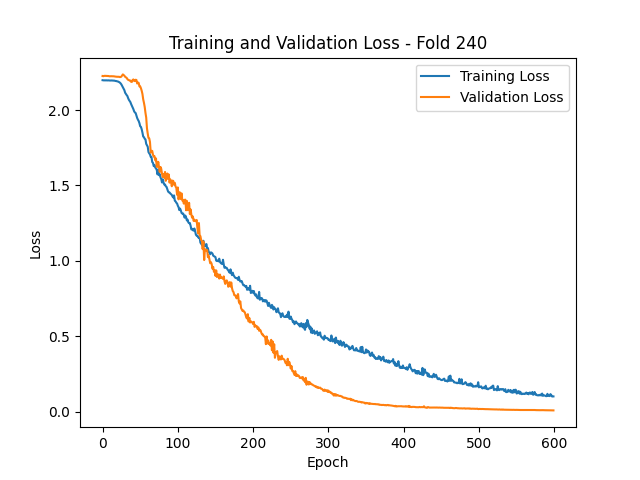 Training and Validation Loss - Fold 240
Training Loss
Validation Loss
2.0
1.5
1.0
0.5
0.0
Loss
0 100 200 300 400 500 600
Epoch